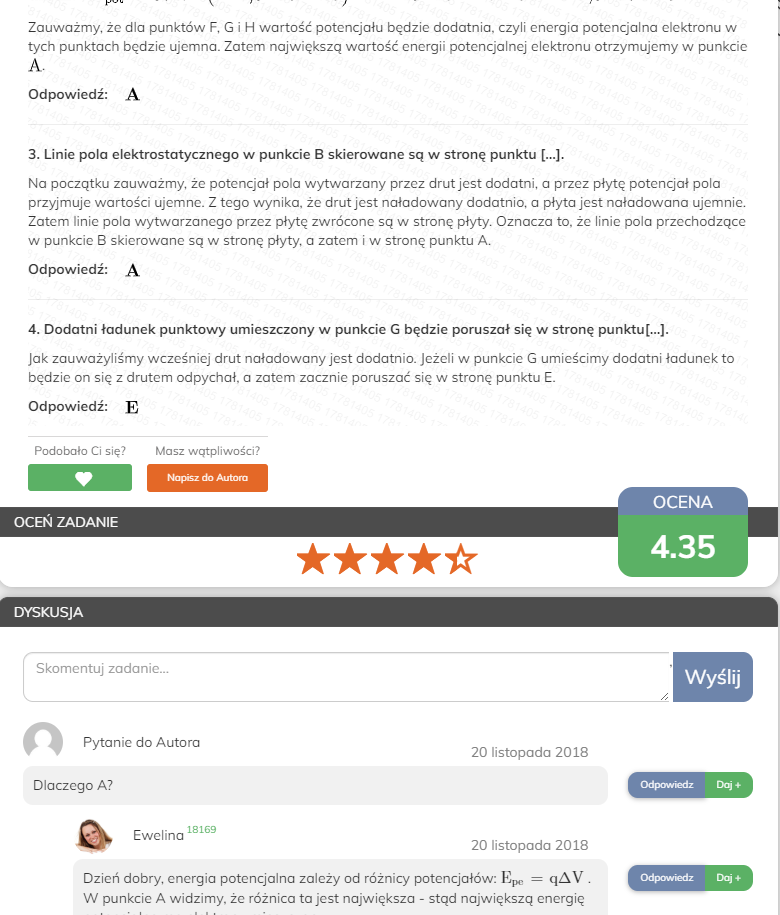 Zauważmy, że dla punktów F, G i H wartość potencjału będzie dodatnia, czyli energia potencjalna elektronu w
tych punktach będzie ujemna. Zatem największą wartość energii potencjalnej elektronu otrzymujemy w punkcie
A.
Odpowiedź: A
3. Linie pola elektrostatycznego w punkcie B skierowane są w stronę punktu [...].
Na początku zauważmy, że potencjał pola wytwarzany przez drut jest dodatni, a przez płytę potencjał pola
przyjmuje wartości ujemne. Z tego wynika, że drut jest naładowany dodatnio, a płyta jest naładowana ujemnie.
Zatem linie pola wytwarzanego przez płytę zwrócone są w stronę płyty. Oznacza to, że linie pola przechodzące
w punkcie B skierowane są w stronę płyty, a zatem i w stronę punktu A.
Odpowiedź: A
4. Dodatni ładunek punktowy umieszczony w punkcie G będzie poruszał się w stronę punktu[...].
Jak zauważyliśmy wcześniej drut naładowany jest dodatnio. Jeżeli w punkcie G umieścimy dodatni ładunek to
będzie on się z drutem odpychał, a zatem zacznie poruszać się w stronę punktu E.
Odpowiedź: E
Podobało Ci się? Masz wątpliwości?
Napisz do Autora
OCENA
OCEŃ ZADANIE
4.35
DYSKUSJA
Skomentuj zadanie...
Wyślij
Pytanie do Autora
20 listopada 2018
Dlaczego A?
Odpowiedz Daj +
Ewelina 18169
20 listopada 2018
Dzień dobry, energia potencjalna zależy od różnicy potencjałów: E_pe = qΔV .
Odpowiedz Daj +
W punkcie A widzimy, że różnica ta jest największa - stąd największą energię